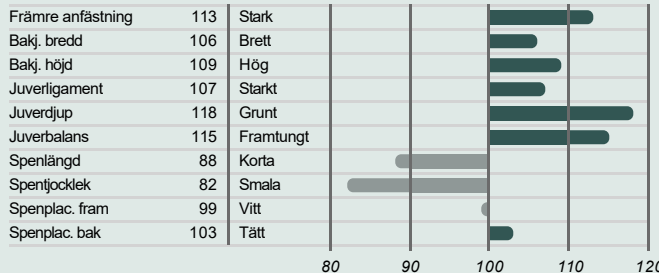 Främre anfästning 113 Stark
Bakj. bredd 106 Brett
Bakj. höjd 109 Hög
Juverligament 107 Starkt
Juverdjup 118 Grunt
Juverbalans 115 Framtungt
Spenlängd 88 Korta
Spentjocklek 82 Smala
Spenplac. fram 99 Vitt
Spenplac. bak 103 Tätt
80 90 100 110 120